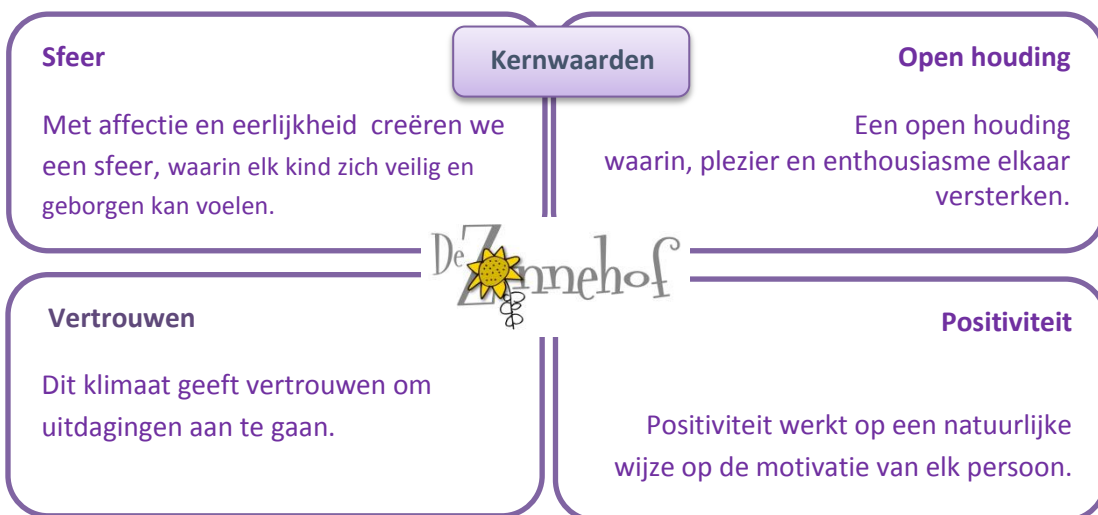 Kernwaarden
Sfeer
Met affectie en eerlijkheid creëren we
een sfeer, waarin elk kind zich veilig en
geborgen kan voelen.
Open houding
Een open houding
waarin, plezier en enthousiasme elkaar
versterken.
De Zonnehof
Vertrouwen
Dit klimaat geeft vertrouwen om
uitdagingen aan te gaan.
Positiviteit
Positiviteit werkt op een natuurlijke
wijze op de motivatie van elk persoon.